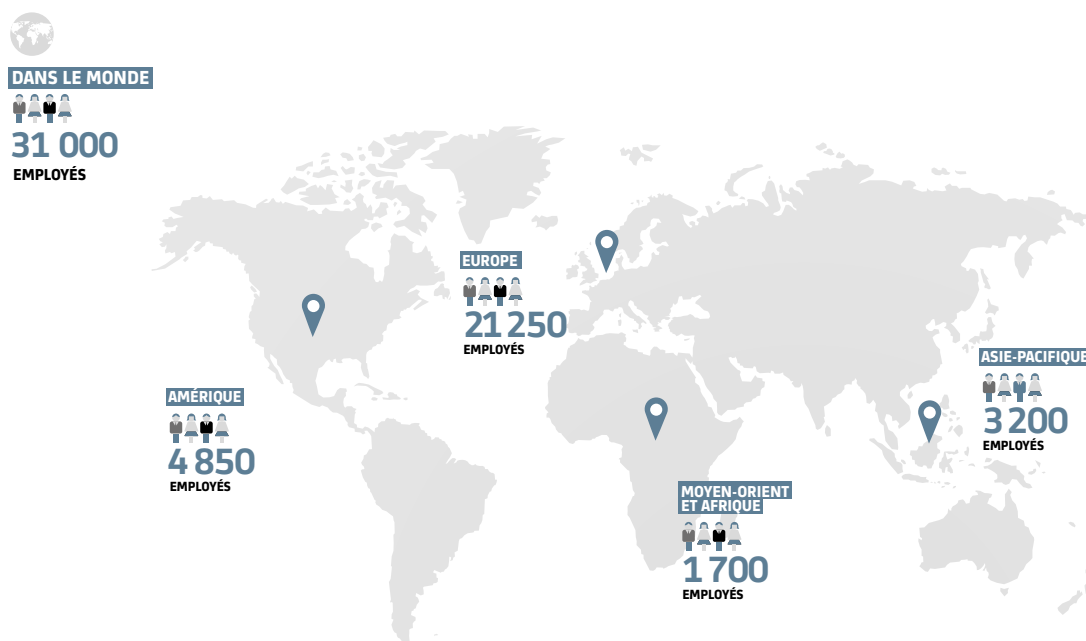 DANS LE MONDE
31 000
EMPLOYÉS
EUROPE
21 250
EMPLOYÉS
AMÉRIQUE
4 850
EMPLOYÉS
ASIE-PACIFIQUE
3 200
EMPLOYÉS
MOYEN-ORIENT
ET AFRIQUE
1 700
EMPLOYÉS